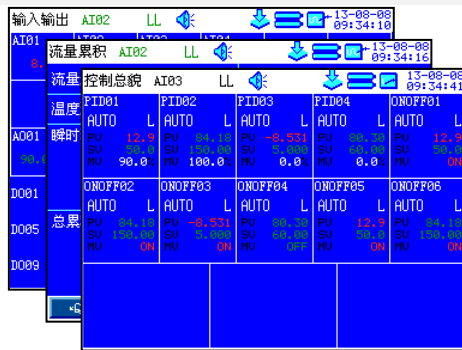 输入输出 AI02 LL 13-08-08
09:34:10
AI01
流量累积 AI02 LL 13-08-08
09:34:16
流量
温度
瞬时
总累
AO01
90.0
DO01
DO05
DO09
控制总貌 AI03 LL 13-08-08
09:34:41
PID01 PID02 PID03 PID04 ONOFF01
AUTO L AUTO L AUTO L AUTO L AUTO L
PV 12.9 PV 84.18 PV -8.531 PV 80.30 PV 12.9
SV 50.0 SV 150.00 SV 5.000 SV 60.00 SV 50.0
MV 90.0% MV 100.0% MV 0.0% MV 0.0% MV ON
ONOFF02 ONOFF03 ONOFF04 ONOFF05 ONOFF06
AUTO L AUTO L AUTO L AUTO L AUTO L
PV 84.18 PV -8.531 PV 80.30 PV 12.9 PV 84.18
SV 150.00 SV 5.000 SV 60.00 SV 50.0 SV 150.00
MV ON MV ON MV OFF MV ON MV ON